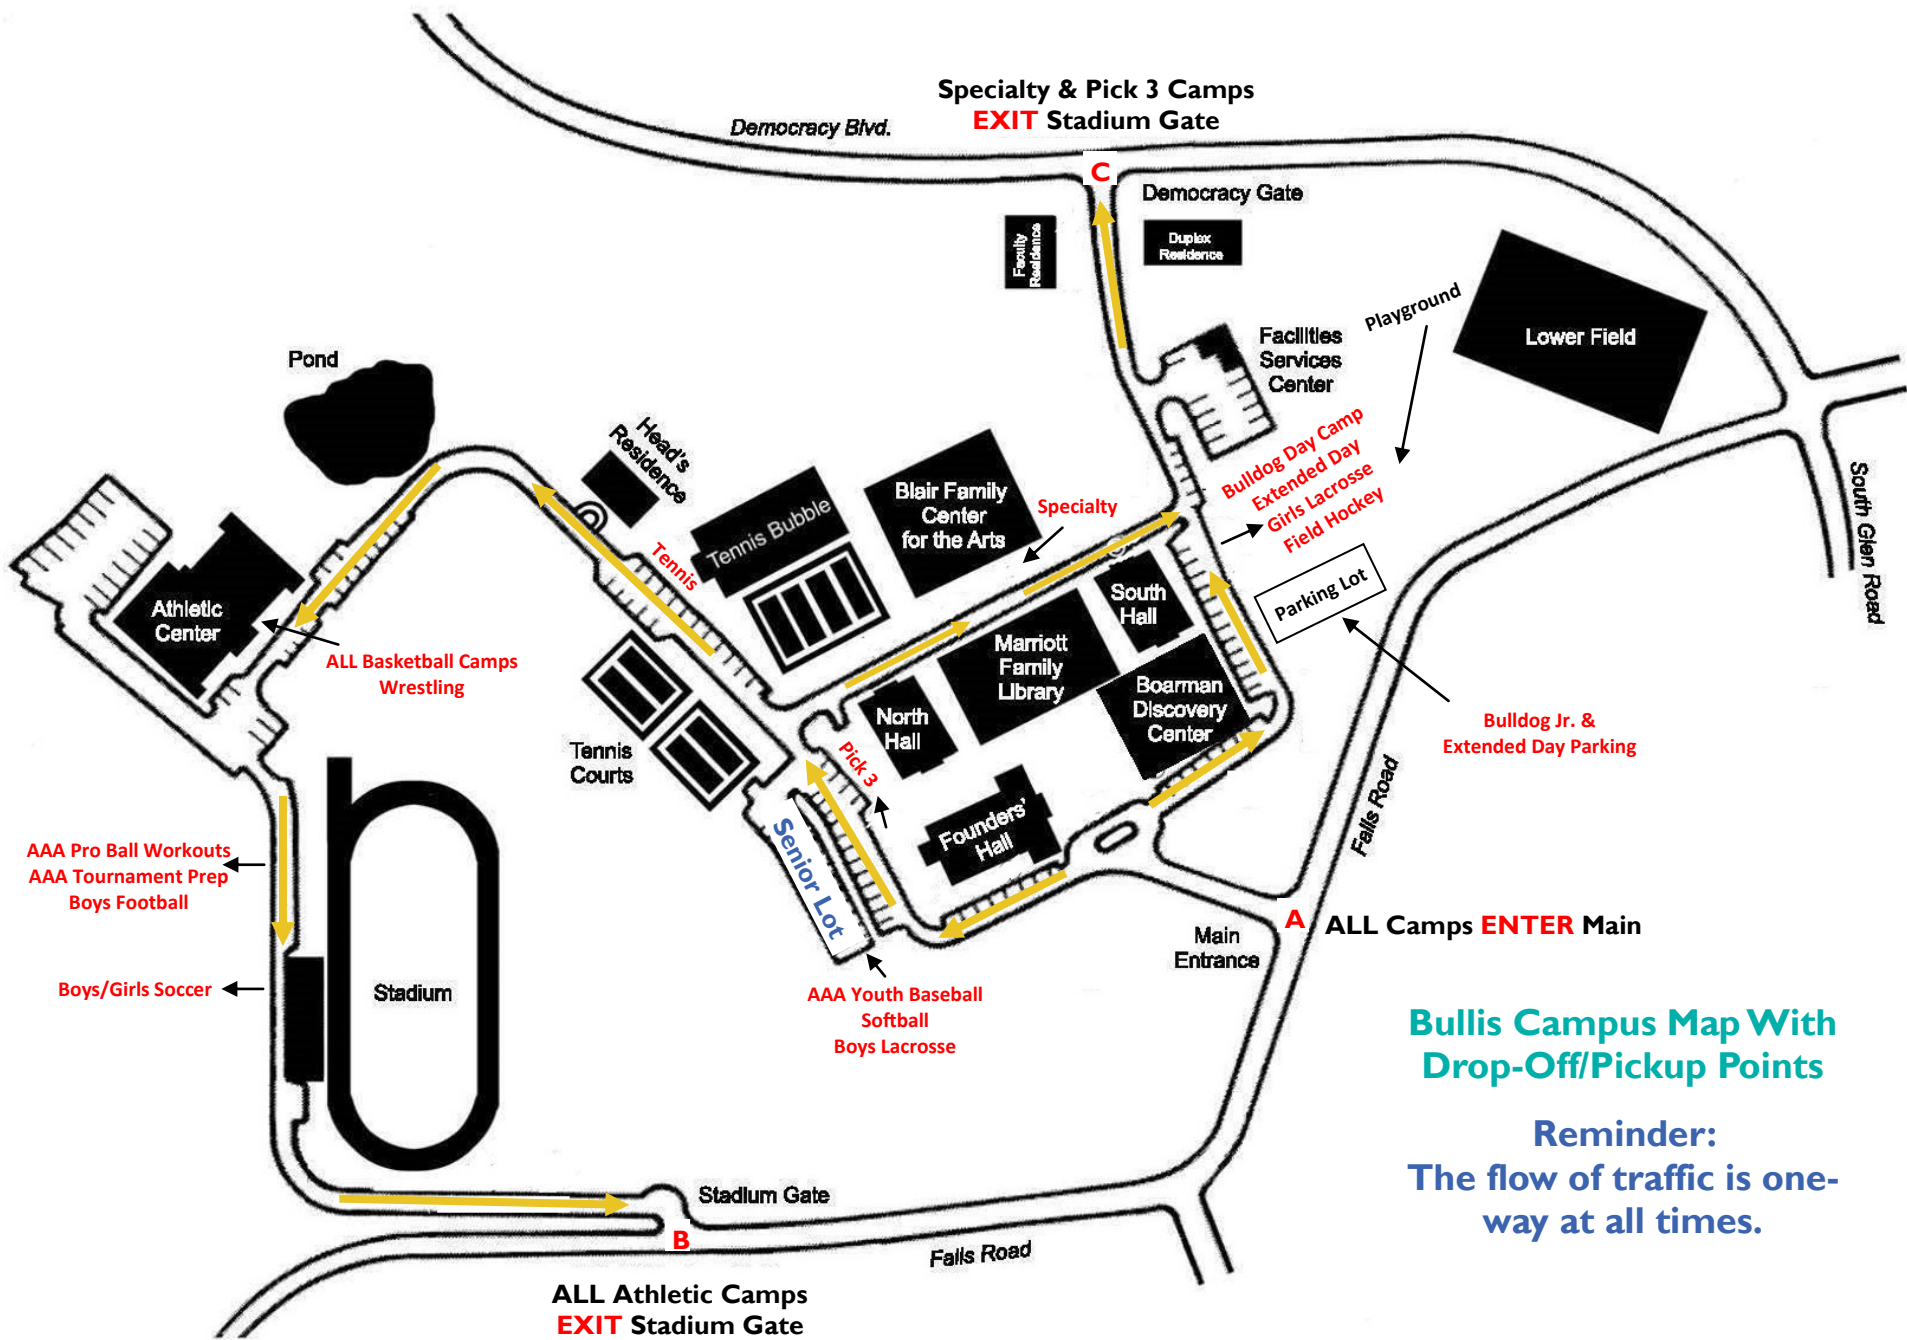 Specialty & Pick 3 Camps
EXIT Stadium Gate
Democracy Blvd.
C
Democracy Gate
Faculty
Residence
Duplex
Residence
Playground
Lower Field
Facilities
Services
Center
Pond
Head's
Residence
Tennis Bubble
Blair Family
Center
for the Arts
Specialty
Bulldog Day Camp
Extended Day
Girls Lacrosse
Field Hockey
South Glen Road
Tennis
Athletic
Center
South
Hall
Parking Lot
ALL Basketball Camps
Wrestling
Marriott
Family
Library
Boarman
Discovery
Center
North
Hall
Bulldog Jr. &
Extended Day Parking
Tennis
Courts
Pick 3
Falls Road
Founders'
Hall
Senior Lot
AAA Pro Ball Workouts
AAA Tournament Prep
Boys Football
A
ALL Camps ENTER Main
Main
Entrance
Boys/Girls Soccer
Stadium
AAA Youth Baseball
Softball
Boys Lacrosse
Bullis Campus Map With
Drop-Off/Pickup Points
Reminder:
The flow of traffic is one-
way at all times.
Stadium Gate
B
Falls Road
ALL Athletic Camps
EXIT Stadium Gate